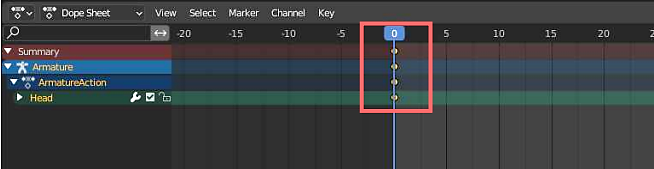 Dope Sheet View Select Marker Channel Key
-20 -15 -10 -5 0 5 10 15 20
Summary
Armature
ArmatureAction
Head